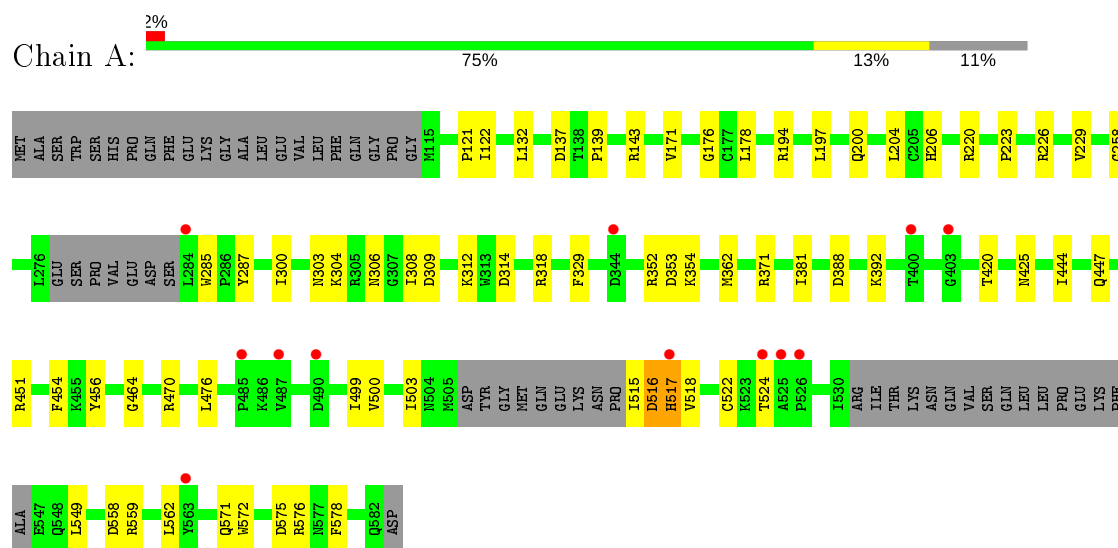 2%
Chain A:
75% 13% 11%
MET ALA SER TRP SER HIS PRO GLN PHE GLU LYS GLY ALA LEU GLU VAL LEU PHE GLN GLY PRO GLY M115 P121 I122 L132 D137 T138 P139 R143 V171 G176 C177 L178 R194 L197 Q200 L204 C205 H206 R220 P223 R226 V229
L276 GLU SER PRO VAL GLU ASP SER L284 W285 P286 Y287 I300 N303 K304 R305 N306 G307 I308 D309 K312 W313 D314 R318 F329 D344 R352 D353 K354 M362 R371 I381 D388 K392 T400 G403 T420 N425 I444 Q447
R451 F454 K455 Y456 G464 R470 L476 P485 K486 V487 D490 I499 V500 I503 N504 M505 ASP TYR GLY MET GLN GLU LYS ASN PRO I515 D516 H517 V518 C522 K523 T524 A525 P526 I530 ARG ILE THR LYS ASN GLN VAL SER GLN LEU LEU PRO GLU LYS PHE
ALA E547 Q548 L549 D558 R559 L562 Y563 Q571 W572 D575 R576 N577 F578 Q582 ASP